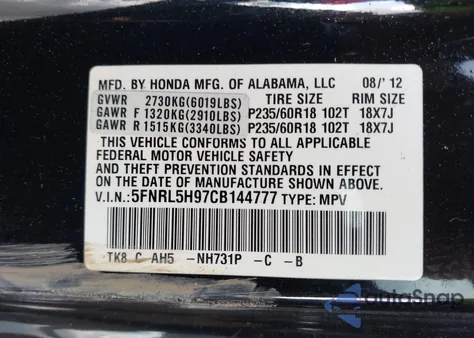 MFD. BY HONDA MFG. OF ALABAMA, LLC 08/'12
GVWR 2730KG(6019LBS) TIRE SIZE RIM SIZE
GAWR F 1320KG(2910LBS) P235/60R18 102T 18X7J
GAWR R 1515KG(3340LBS) P235/60R18 102T 18X7J
THIS VEHICLE CONFORMS TO ALL APPLICABLE
FEDERAL MOTOR VEHICLE SAFETY
AND THEFT PREVENTION STANDARDS IN EFFECT
ON THE DATE OF MANUFACTURE SHOWN ABOVE.
V.I.N.: 5FNRL5H97CB144777 TYPE: MPV
TK8 C AH5 -NH731P -C -B
AutoSnap